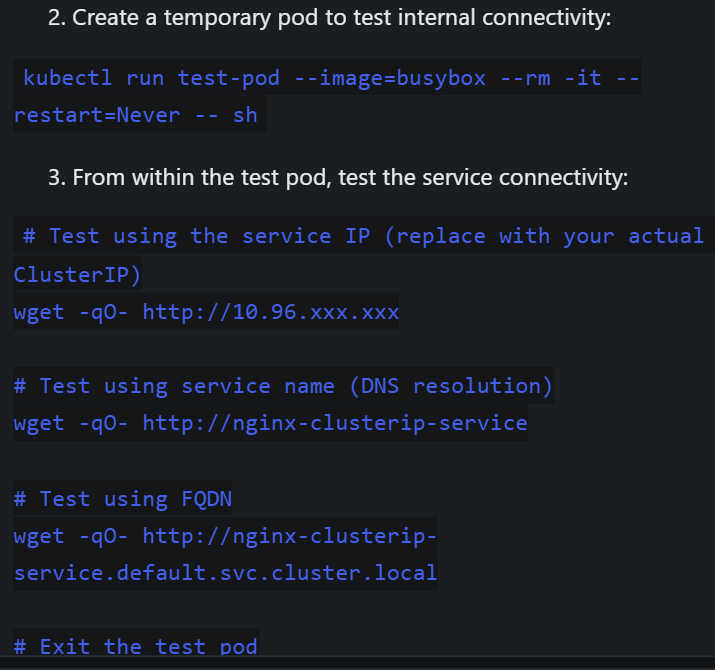 2. Create a temporary pod to test internal connectivity:
kubectl run test-pod --image=busybox --rm -it --
restart=Never -- sh
3. From within the test pod, test the service connectivity:
# Test using the service IP (replace with your actual
ClusterIP)
wget -qO- http://10.96.xxx.xxx
# Test using service name (DNS resolution)
wget -qO- http://nginx-clusterip-service
# Test using FQDN
wget -qO- http://nginx-clusterip-
service.default.svc.cluster.local
# Exit the test pod